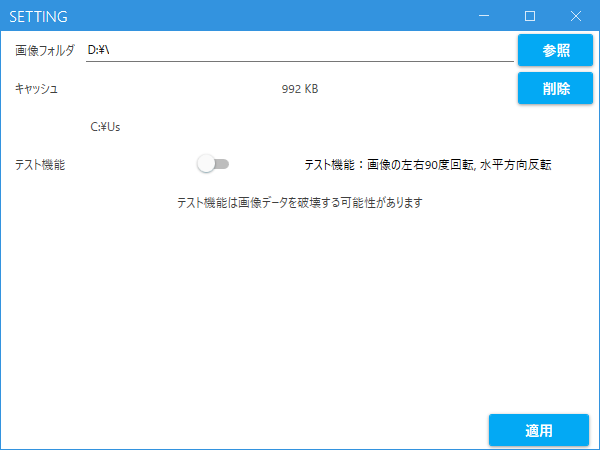 SETTING
画像フォルダ D:¥\ 参照
キャッシュ 992 KB 削除
C:¥Us
テスト機能 テスト機能：画像の左右90度回転, 水平方向反転
テスト機能は画像データを破壊する可能性があります
適用